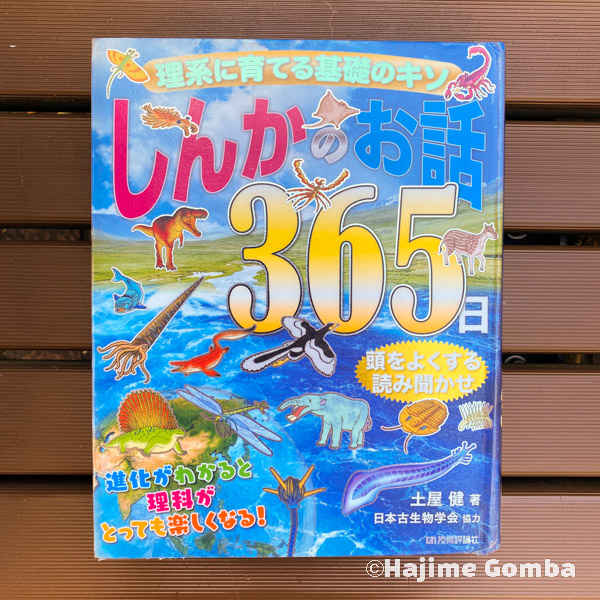 理系に育てる基礎のキソ
しんかのお話
365日
頭をよくする
読み聞かせ
進化がわかると
理科が
とっても楽しくなる!
土屋 健 著
日本古生物学会 協力
技術評論社
©Hajime Gomba